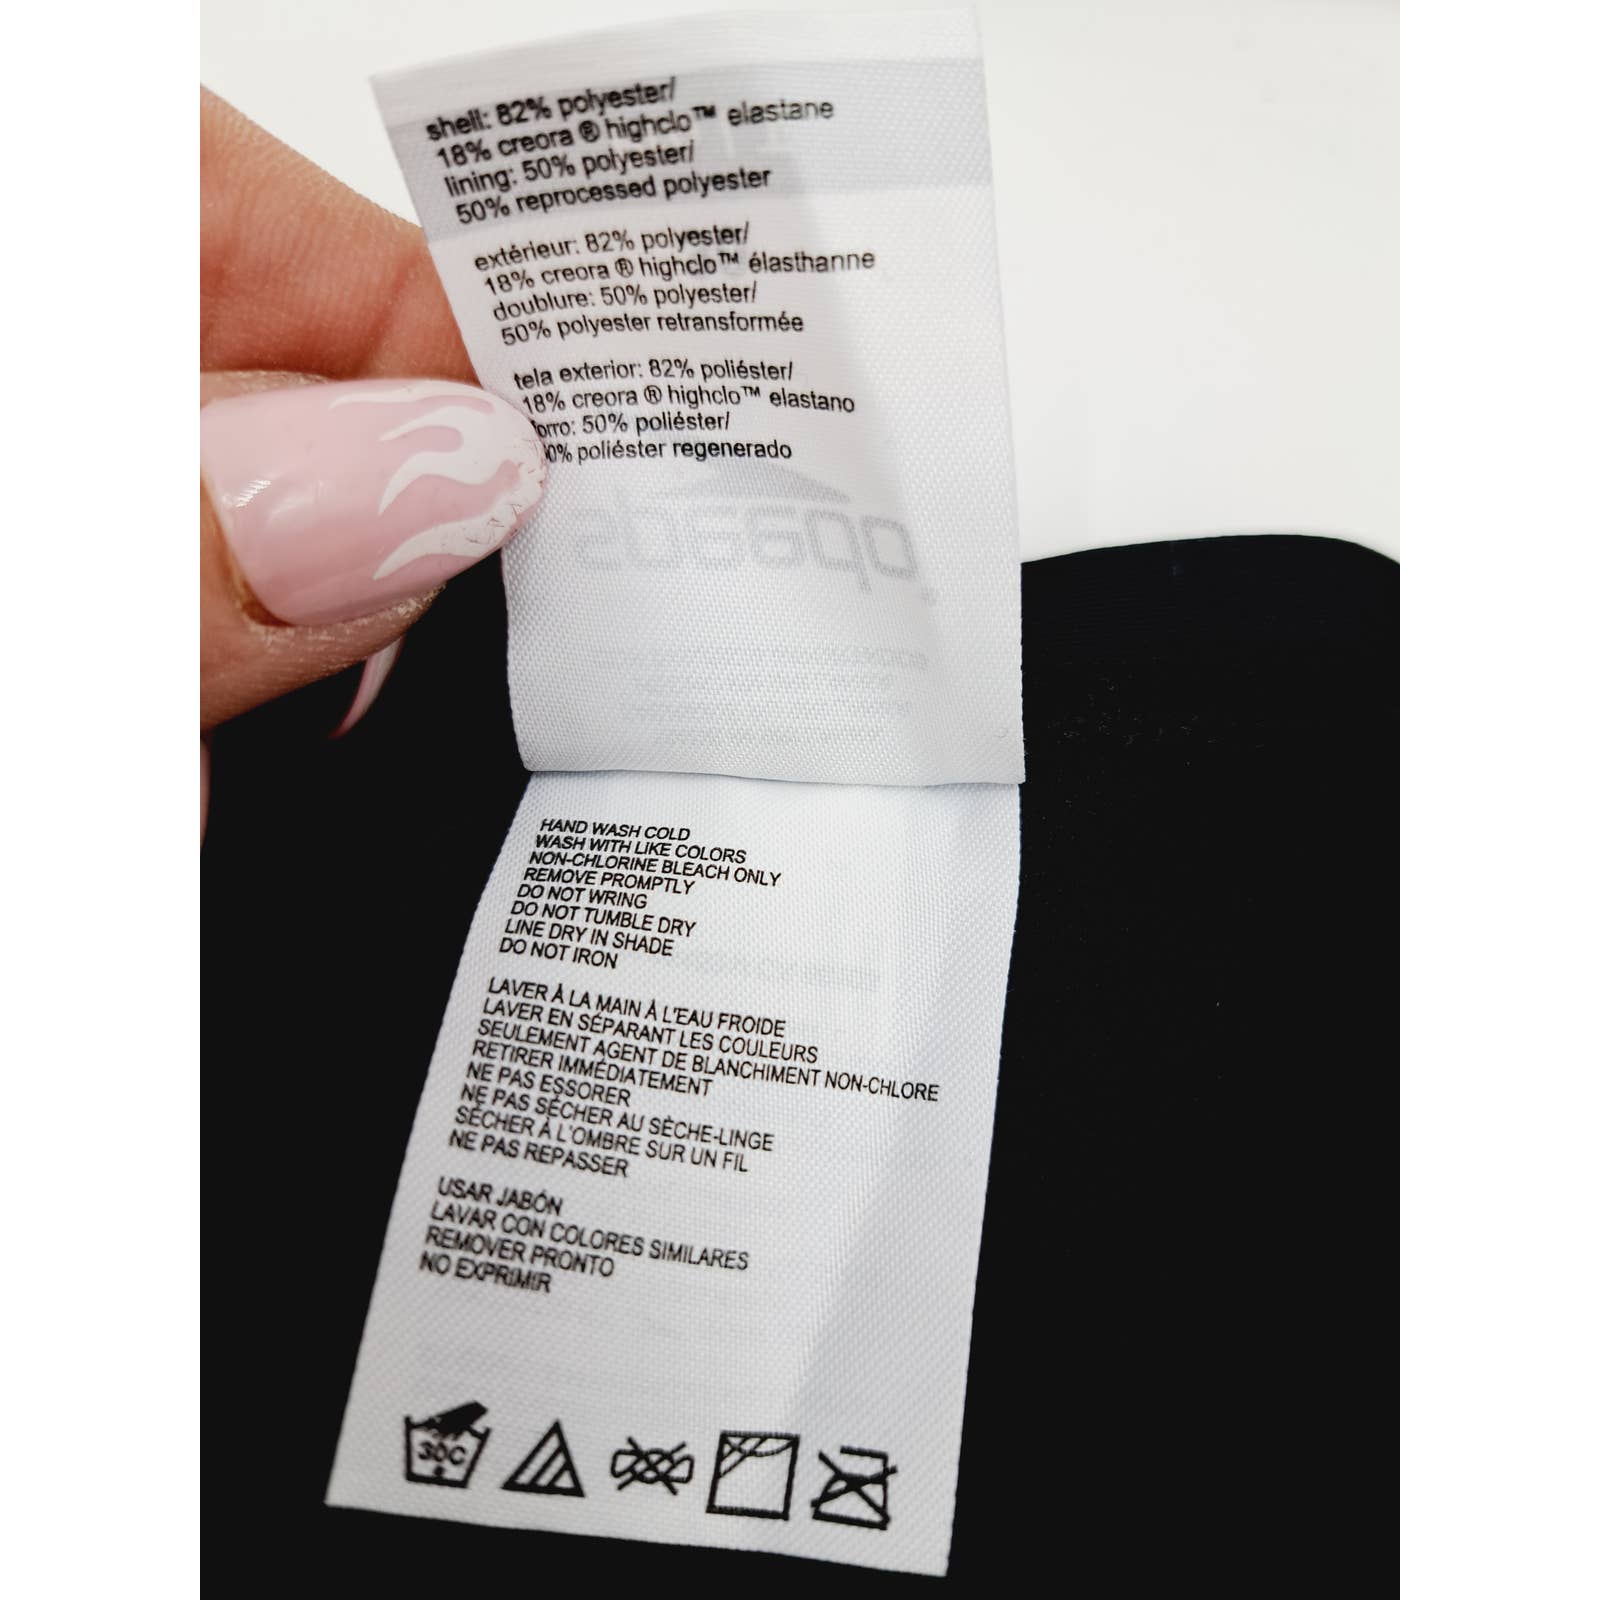 shell: 82% polyester/
18% creora ® highclo™ elastane
lining: 50% polyester/
50% reprocessed polyester
extérieur: 82% polyester/
18% creora ® highclo™ élasthanne
doublure: 50% polyester/
50% polyester retransformée
tela exterior: 82% poliéster/
18% creora ® highclo™ elastano
50% poliéster/
poliéster regenerado
speedo
HAND WASH COLD
WASH WITH LIKE COLORS
NON-CHLORINE BLEACH ONLY
REMOVE PROMPTLY
DO NOT WRING
DO NOT TUMBLE DRY
LINE DRY IN SHADE
DO NOT IRON
LAVER À LA MAIN À L'EAU FROIDE
LAVER EN SÉPARANT LES COULEURS
SEULEMENT AGENT DE BLANCHIMENT NON-CHLORE
RETIRER IMMÉDIATEMENT
NE PAS ESSORER
NE PAS SÉCHER AU SÈCHE-LINGE
SÉCHER À L'OMBRE SUR UN FIL
NE PAS REPASSER
USAR JABÓN
LAVAR CON COLORES SIMILARES
REMOVER PRONTO
NO EXPRIMIR
30C